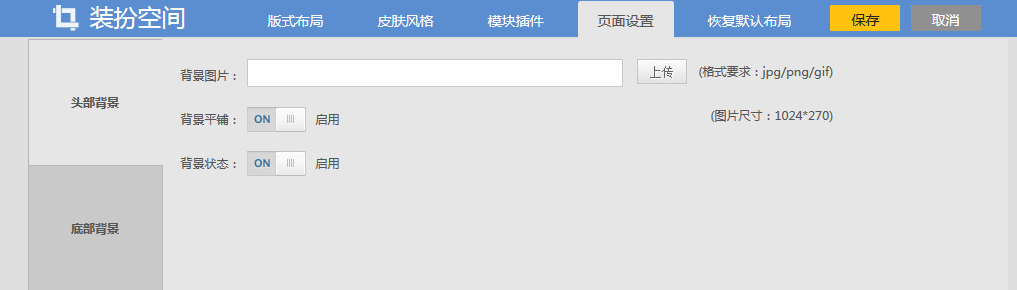 装扮空间 版式布局 皮肤风格 模块插件 页面设置 恢复默认布局 保存 取消
头部背景
背景图片： 上传 (格式要求：jpg/png/gif)
背景平铺： ON 启用 (图片尺寸：1024*270)
背景状态： ON 启用
底部背景